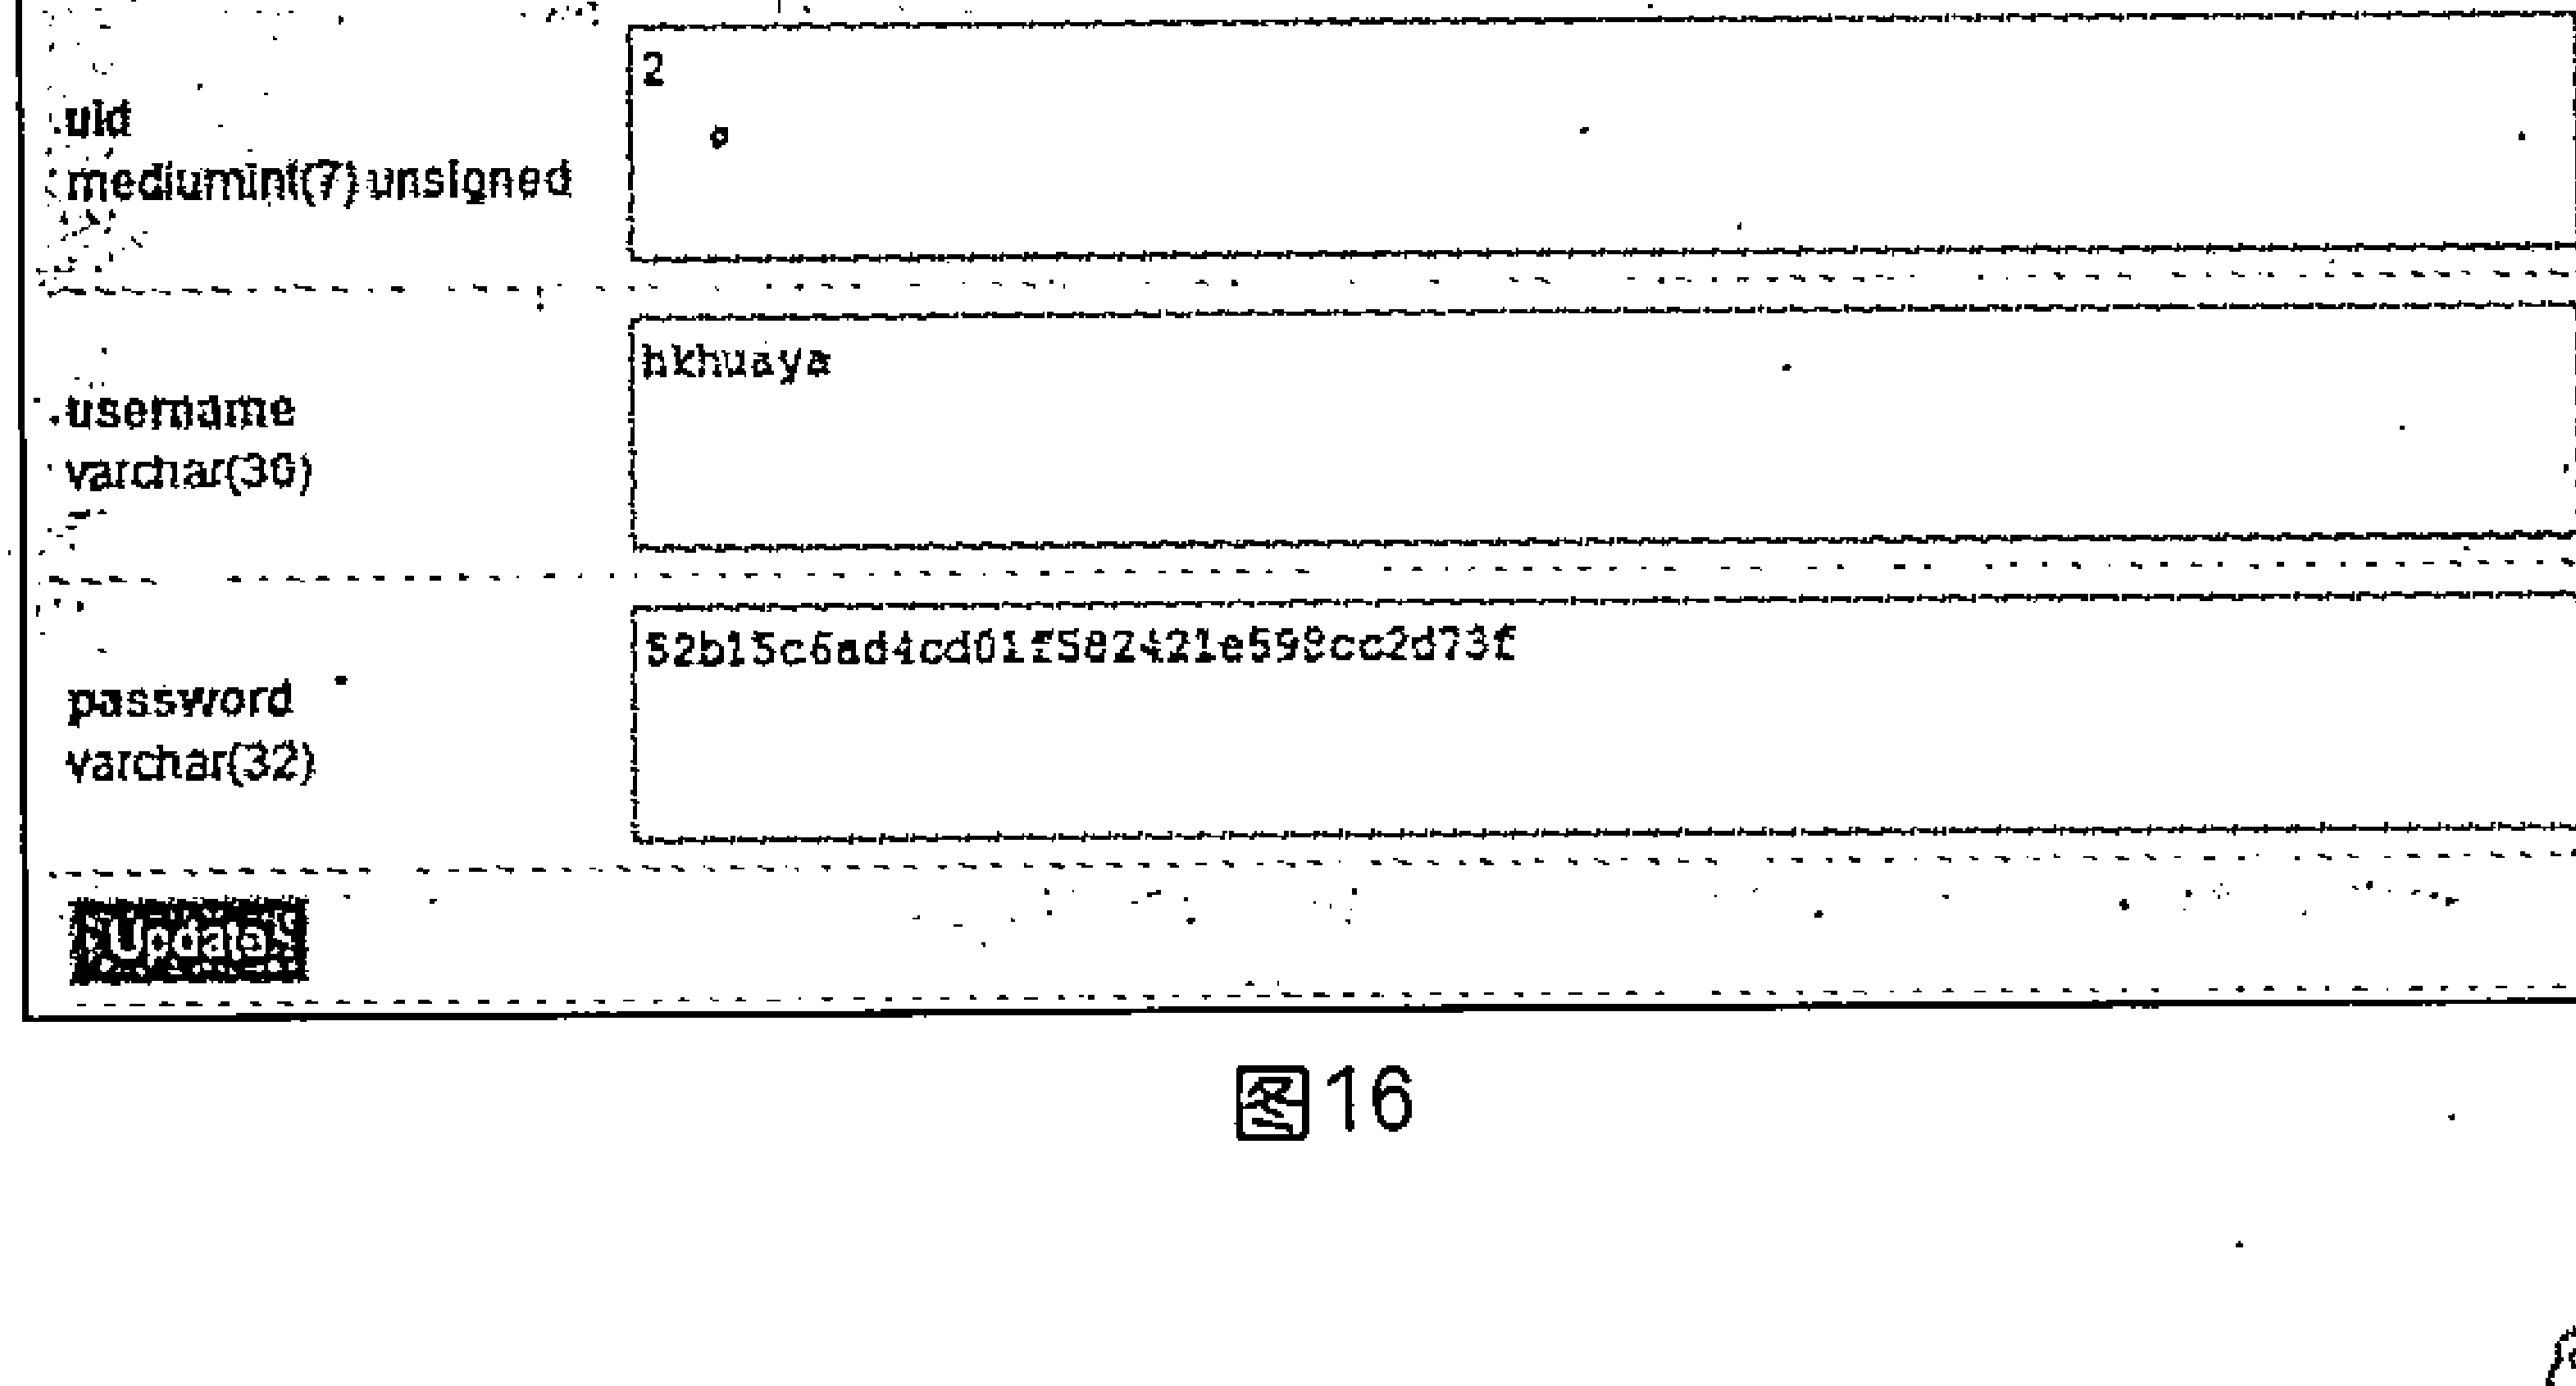 2
uid
mediumint(7) unsigned
hkhuaya
username
varchar(30)
52b15c6ad4cd01f582421e598cc2d73f
password
varchar(32)
Update
图16